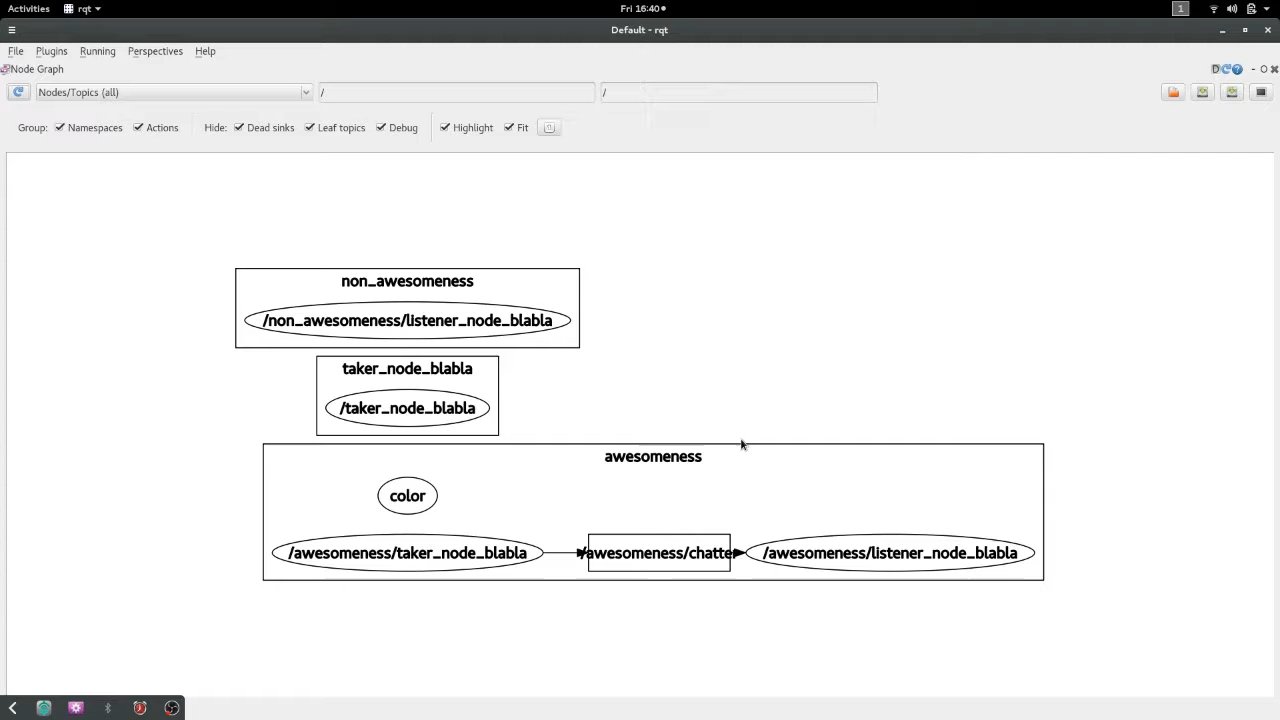 Activities rqt Fri 16:40 1
Default - rqt
File Plugins Running Perspectives Help
Node Graph D - O
Nodes/Topics (all) / /
Group: Namespaces Actions Hide: Dead sinks Leaf topics Debug Highlight Fit
non_awesomeness
/non_awesomeness/listener_node_blabla
taker_node_blabla
/taker_node_blabla
awesomeness
color
/awesomeness/taker_node_blabla /awesomeness/chatte /awesomeness/listener_node_blabla